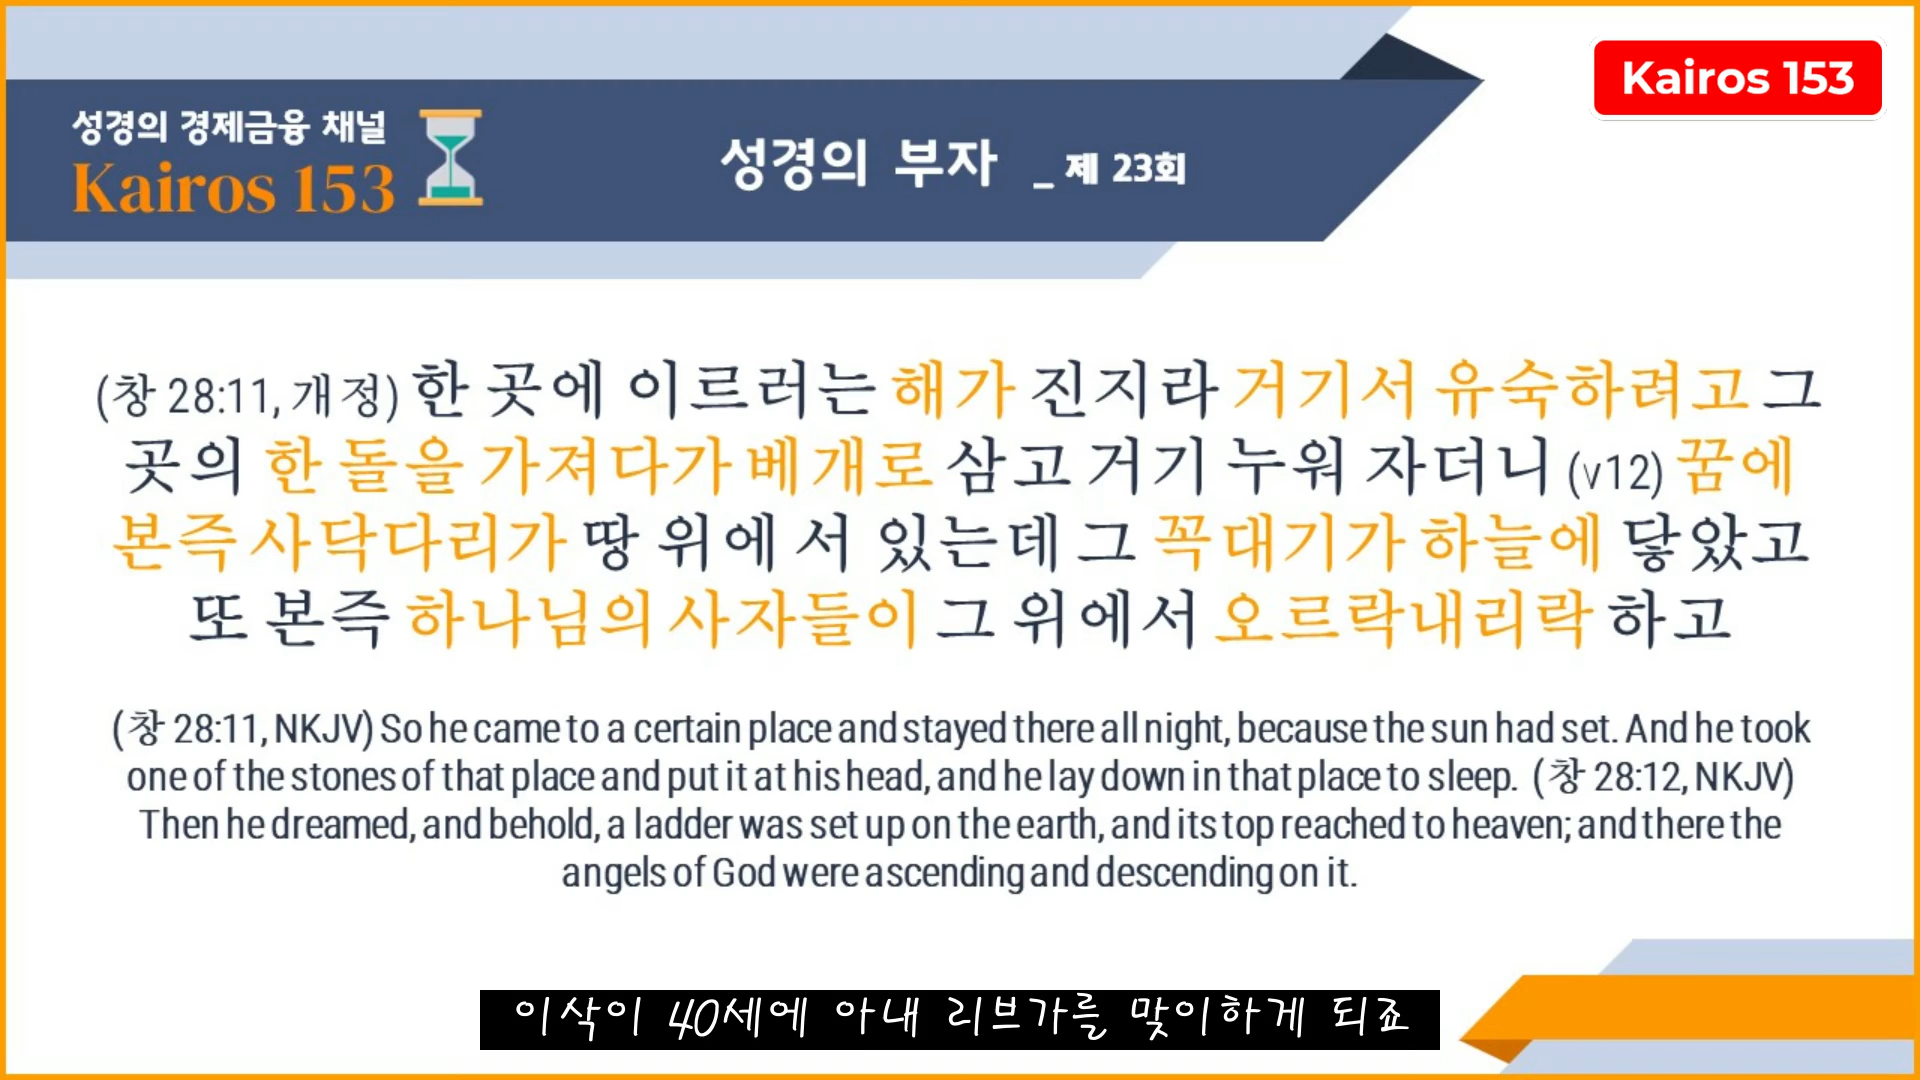 Kairos 153
성경의 경제금융 채널
Kairos 153
성경의 부자 _ 제 23회
(창 28:11, 개정) 한 곳에 이르러는 해가 진지라 거기서 유숙하려고 그
곳의 한 돌을 가져다가 베개로 삼고 거기 누워 자더니 (v12) 꿈에
본즉 사닥다리가 땅 위에 서 있는데 그 꼭대기가 하늘에 닿았고
또 본즉 하나님의 사자들이 그 위에서 오르락내리락 하고
(창 28:11, NKJV) So he came to a certain place and stayed there all night, because the sun had set. And he took
one of the stones of that place and put it at his head, and he lay down in that place to sleep. (창 28:12, NKJV)
Then he dreamed, and behold, a ladder was set up on the earth, and its top reached to heaven; and there the
angels of God were ascending and descending on it.
이삭이 40세에 아내 리브가를 맞이하게 되죠